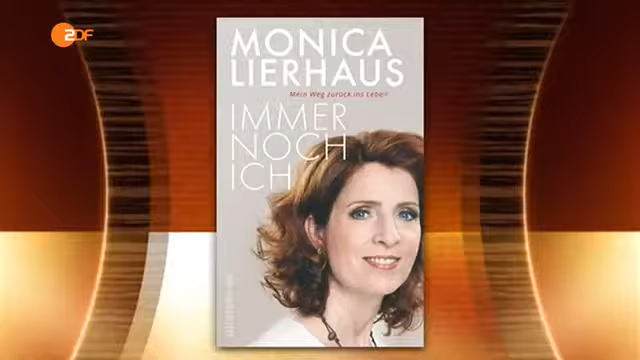 ZDF
MONICA
LIERHAUS
Mein Weg zurück ins Leben
IMMER
NOCH
ICH